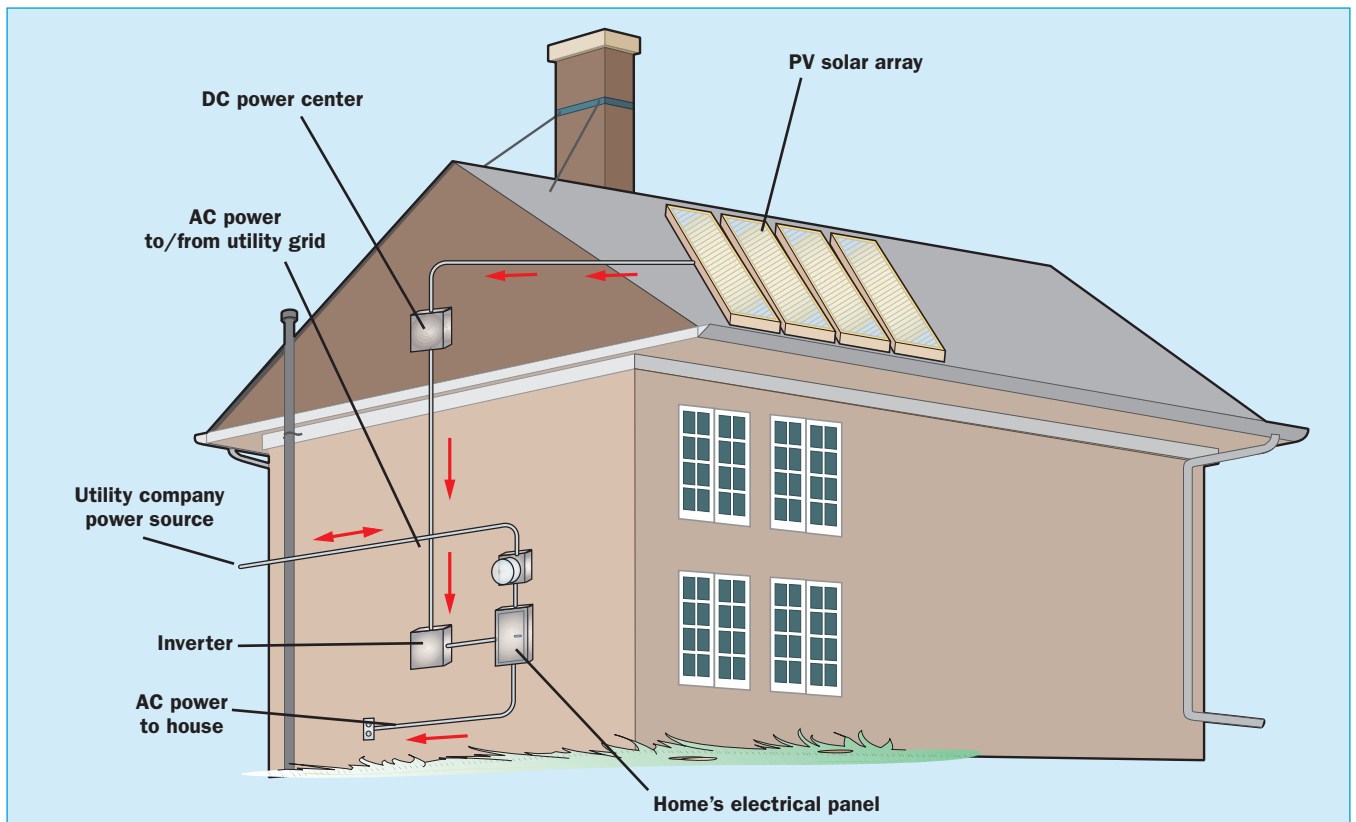 PV solar array
DC power center
AC power
to/from utility grid
Utility company
power source
Inverter
AC power
to house
Home's electrical panel